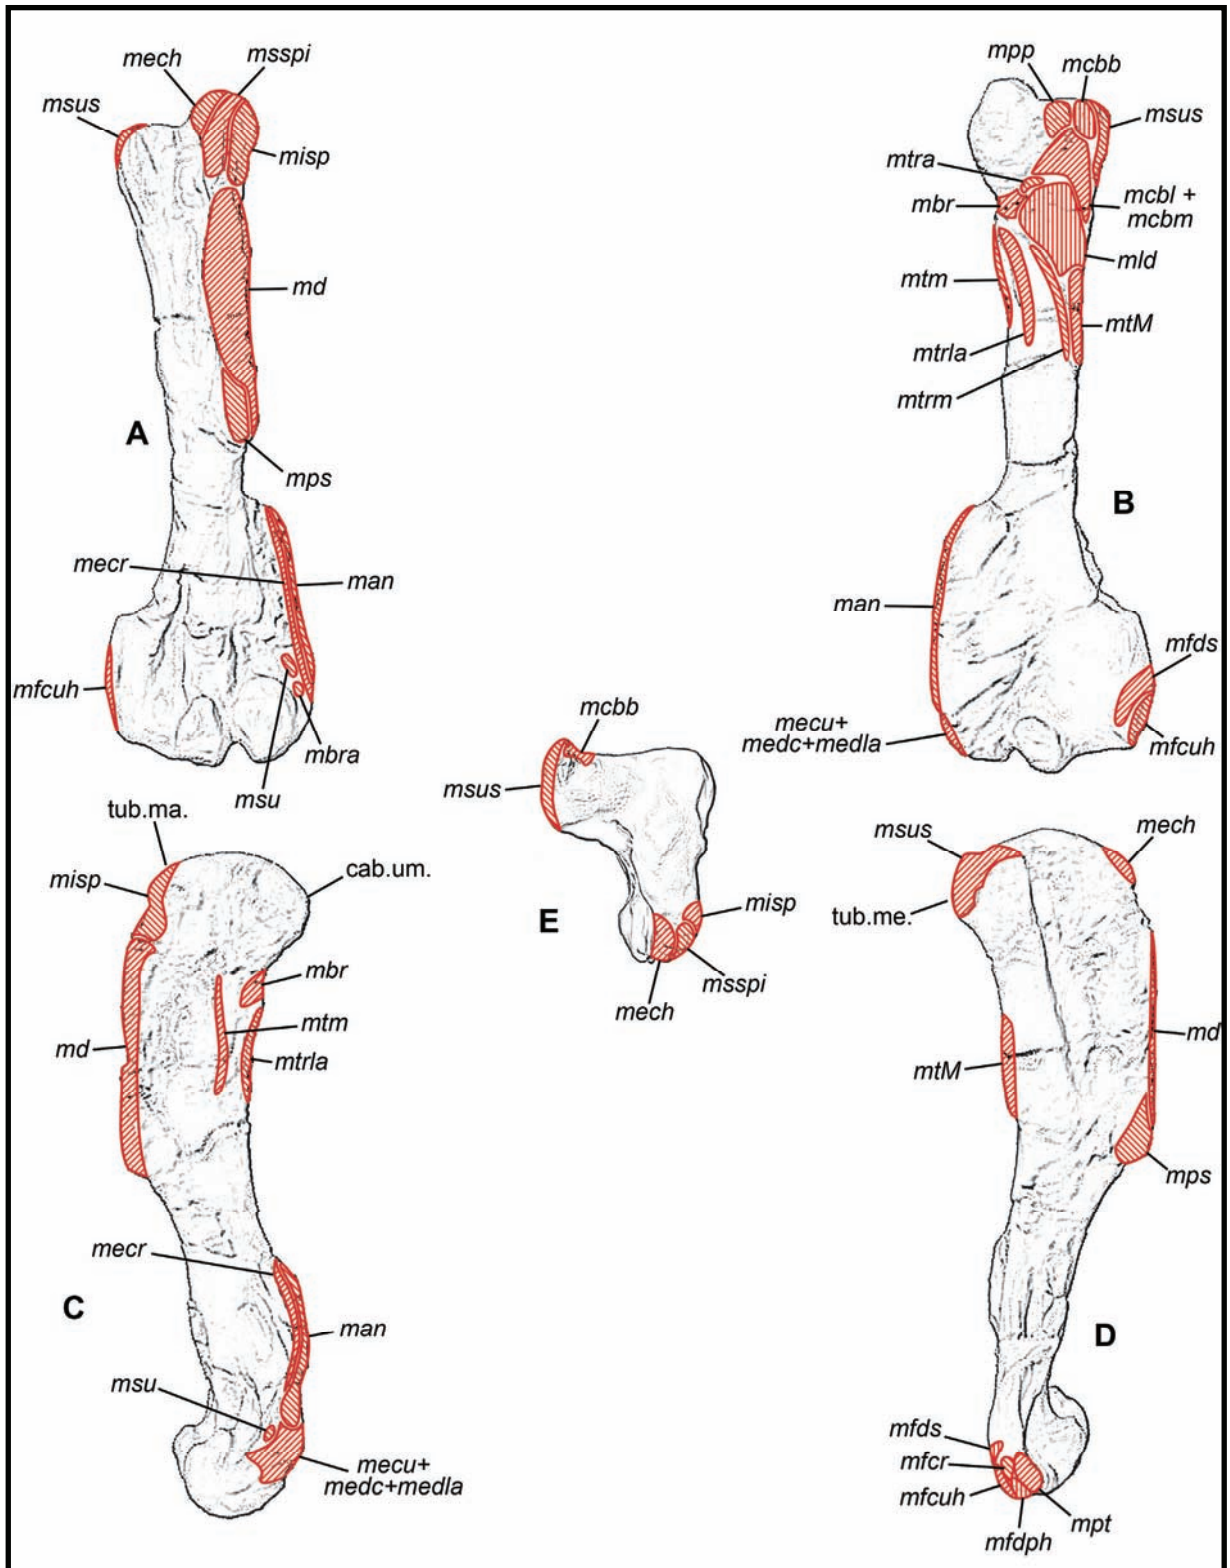 mech
msspi
msus
misp
md
A
mps
mecr
man
mfcuh
mbra
msu
mpp
mcbb
msus
mtra
mbr
mcbl +
mcbm
mld
mtm
mtM
mtrla
mtrm
B
man
mfds
mecu+
medc+medla
mfcuh
mcbb
msus
E
misp
msspi
mech
tub.ma.
cab.um.
misp
mbr
mtm
md
mtrla
mecr
C
man
msu
mecu+
medc+medla
msus
mech
tub.me.
md
mtM
mps
D
mfds
mfcr
mfcuh
mpt
mfdph